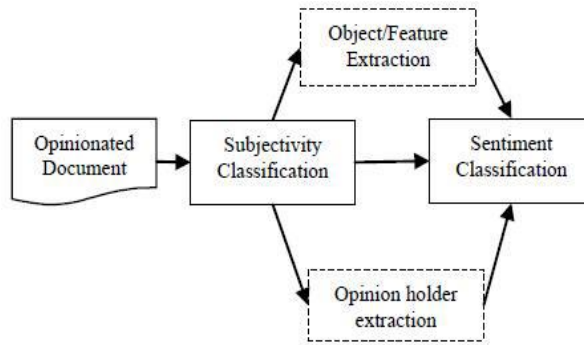 Object/Feature
Extraction
Opinionated
Document
Subjectivity
Classification
Sentiment
Classification
Opinion holder
extraction